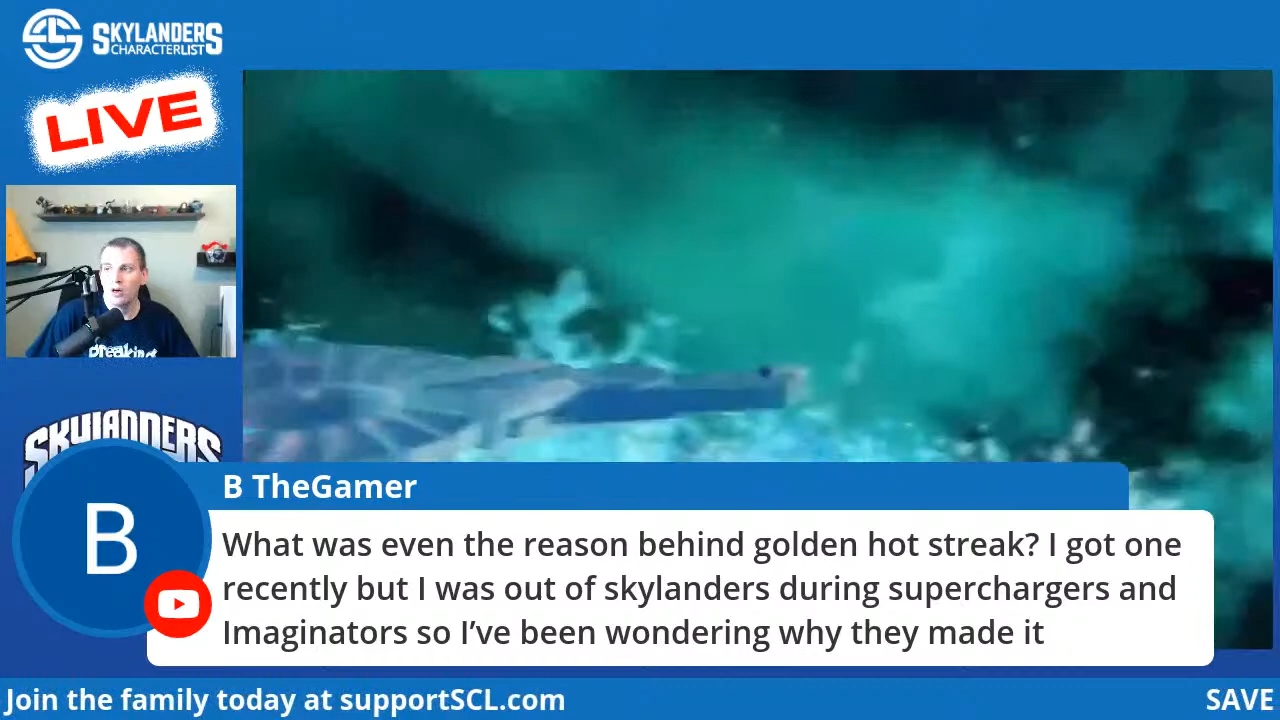 SKYLANDERS
CHARACTERLIST
LIVE
breaking
SKYLANDERS
B
B TheGamer
What was even the reason behind golden hot streak? I got one
recently but I was out of skylanders during superchargers and
Imaginators so I've been wondering why they made it
Join the family today at supportSCL.com
SAVE